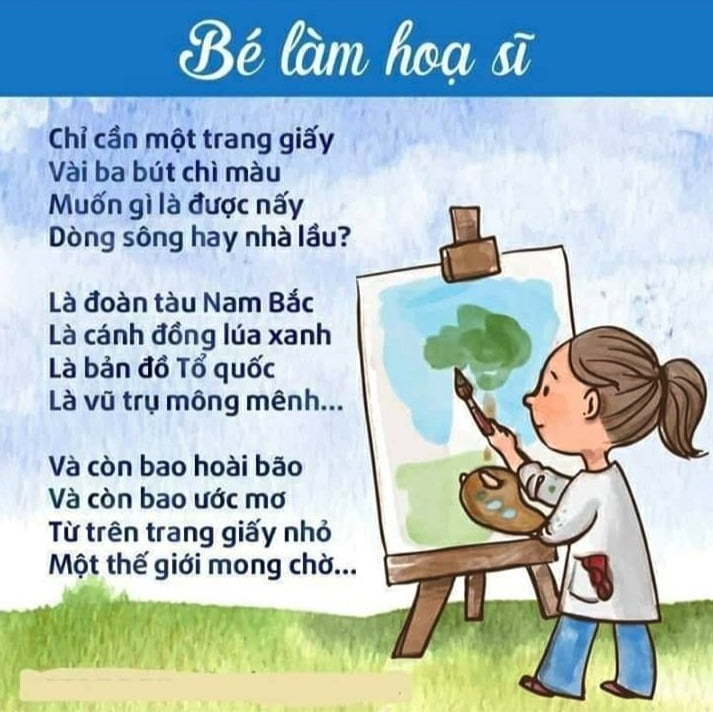 Bé làm hoạ sĩ
Chỉ cần một trang giấy
Vài ba bút chì màu
Muốn gì là được nấy
Dòng sông hay nhà lầu?
Là đoàn tàu Nam Bắc
Là cánh đồng lúa xanh
Là bản đồ Tổ quốc
Là vũ trụ mông mênh...
Và còn bao hoài bão
Và còn bao ước mơ
Từ trên trang giấy nhỏ
Một thế giới mong chờ...